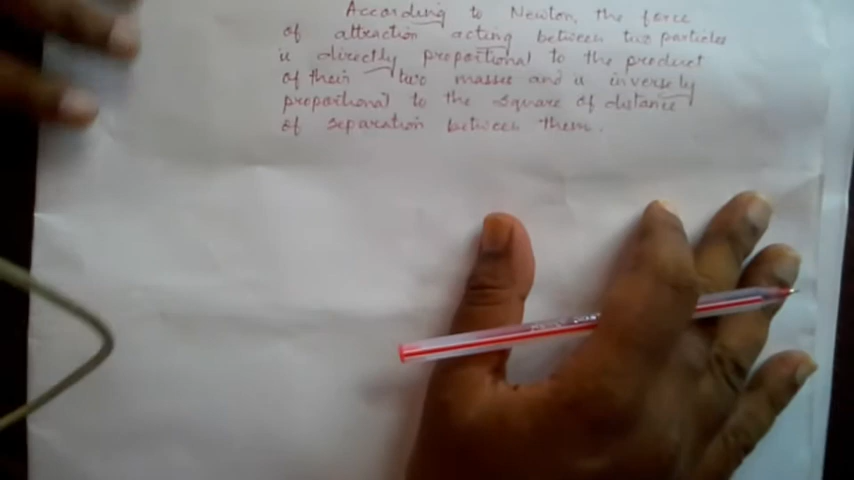 According to Newton, the force
of attraction acting between two particles
is directly proportional to the product
of their two masses and is inversely
proportional to the square of distance
of separation between them.